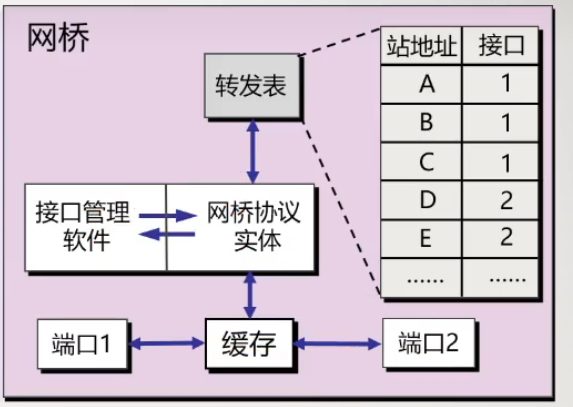 网桥
转发表
站地址 接口
A 1
B 1
C 1
D 2
E 2
...... ......
接口管理
软件
网桥协议
实体
端口1
缓存
端口2